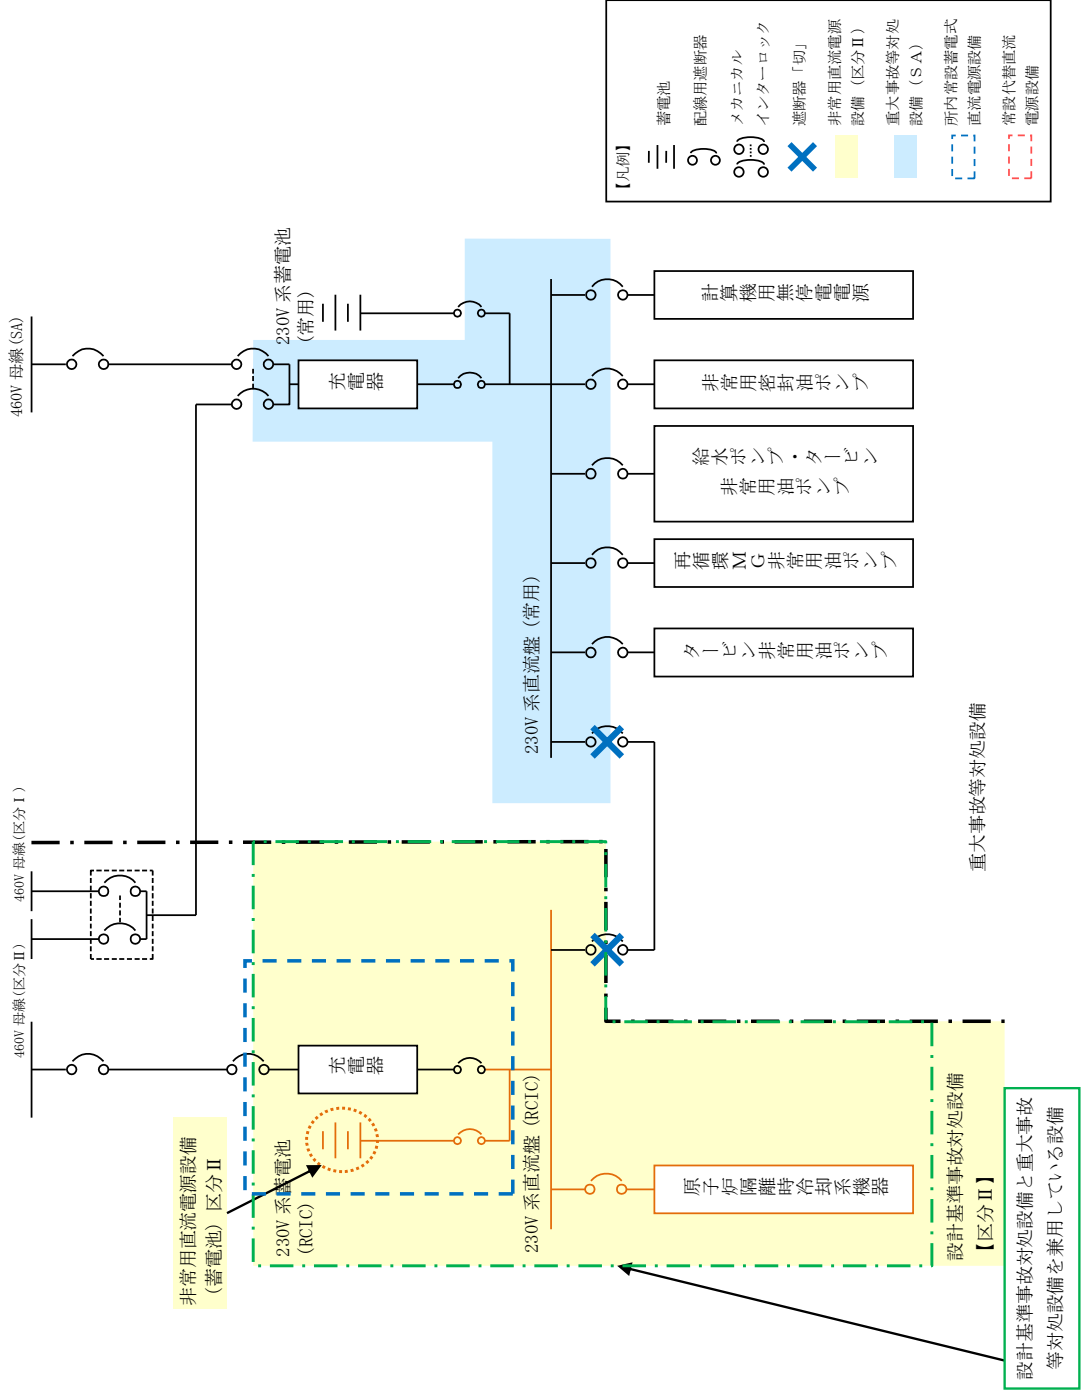 460V 母線(区分Ⅱ)
460V 母線(区分Ⅰ)
460V 母線(SA)
非常用直流電源設備
(蓄電池) 区分Ⅱ
230V 系蓄電池
(RCIC)
充電器
230V 系直流盤 (RCIC)
原子炉隔離時冷却系機器
設計基準事故対処設備
【区分Ⅱ】
設計基準事故対処設備と重大事故
等対処設備を兼用している設備
230V 系蓄電池
(常用)
充電器
230V 系直流盤 (常用)
タービン非常用油ポンプ
再循環MG非常用油ポンプ
給水ポンプ・タービン
非常用油ポンプ
非常用密封油ポンプ
計算機用無停電電源
重大事故等対処設備
【凡例】
蓄電池
配線用遮断器
メカニカル
インターロック
遮断器「切」
非常用直流電源
設備 (区分Ⅱ)
重大事故等対処
設備 (SA)
所内常設蓄電式
直流電源設備
常設代替直流
電源設備